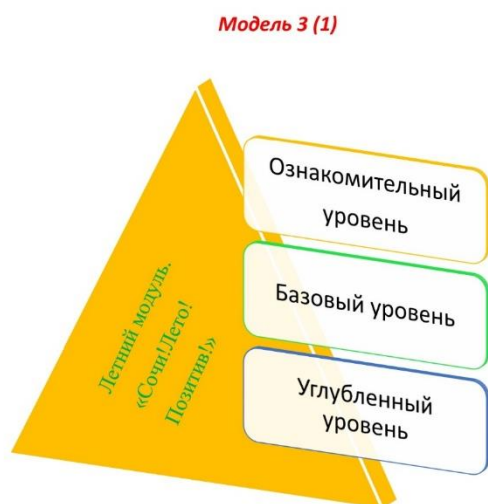 Модель 3 (1)
Ознакомительный
уровень
Базовый уровень
Углубленный
уровень
Летний модуль.
«Сочи!Лето!
Позитив!»